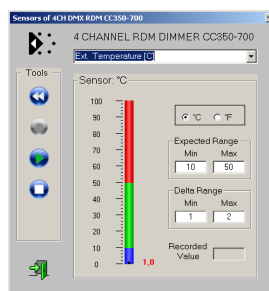 Sensors of 4CH DMX RDM CC350-700
4 CHANNEL RDM DIMMER CC350-700
Ext. Temperature [C]
Tools
Sensor: °C
100
90
80
70
60
50
40
30
20
10
0
1,0
°C °F
Expected Range
Min Max
10 50
Delta Range
Min Max
1 2
Recorded
Value